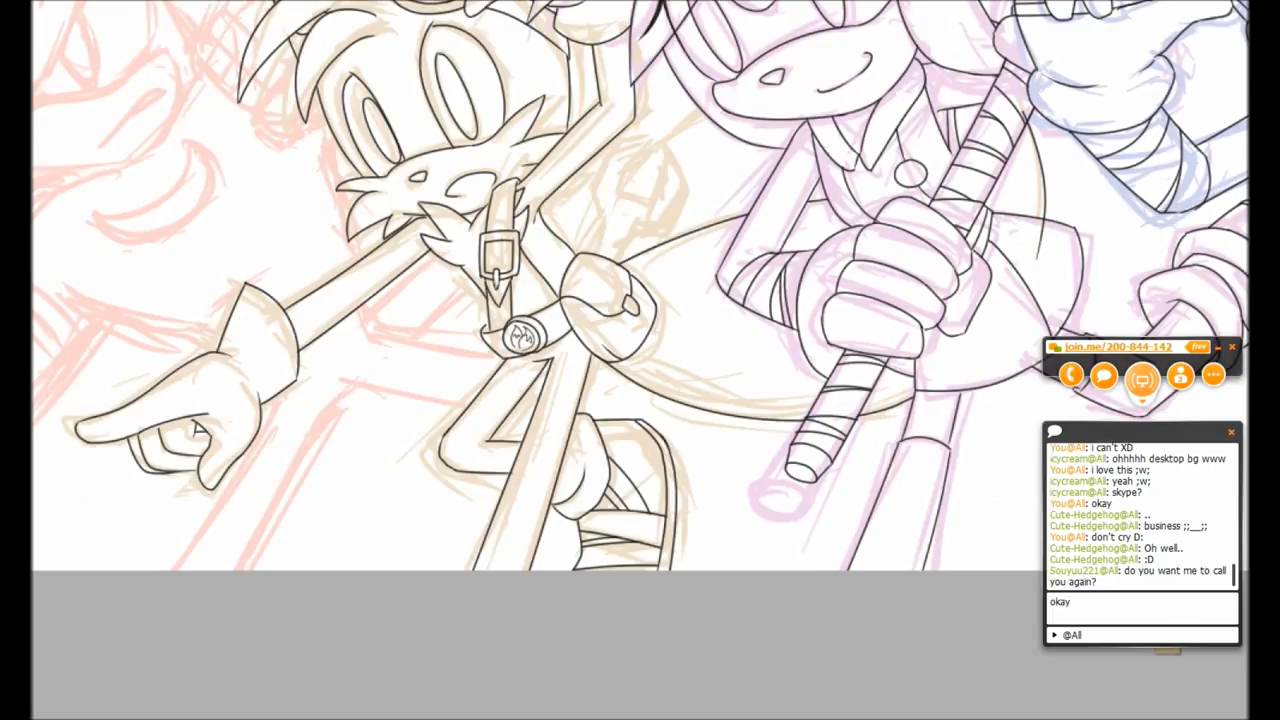 join.me/200-844-142 free
You@All: i can't XD
icycream@All: ohhhhh desktop bg www
You@All: i love this ;w;
icycream@All: yeah ;w;
icycream@All: skype?
You@All: okay
Cute-Hedgehog@All: ..
Cute-Hedgehog@All: business ;;__;;
You@All: don't cry D:
Cute-Hedgehog@All: Oh well..
Cute-Hedgehog@All: :D
Souyuu221@All: do you want me to call
you again?
okay
@All